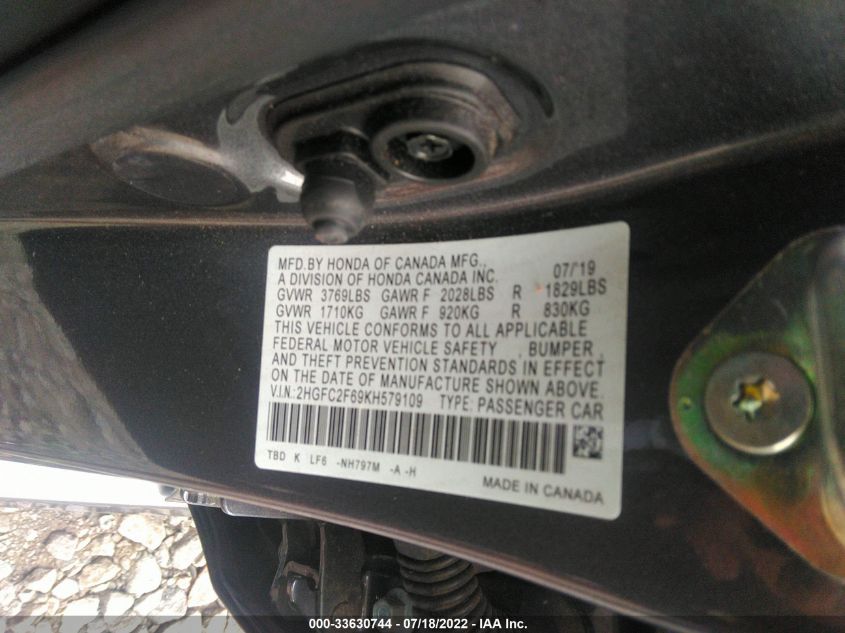 MFD.BY HONDA OF CANADA MFG., 07/'19
A DIVISION OF HONDA CANADA INC.
GVWR 3769LBS GAWR F 2028LBS R 1829LBS
GVWR 1710KG GAWR F 920KG R 830KG
THIS VEHICLE CONFORMS TO ALL APPLICABLE
FEDERAL MOTOR VEHICLE SAFETY , BUMPER ,
AND THEFT PREVENTION STANDARDS IN EFFECT
ON THE DATE OF MANUFACTURE SHOWN ABOVE.
V.I.N.:2HGFC2F69KH579109 TYPE: PASSENGER CAR
TBD K LF6 -NH797M -A -H
MADE IN CANADA
000-33630744 - 07/18/2022 - IAA Inc.